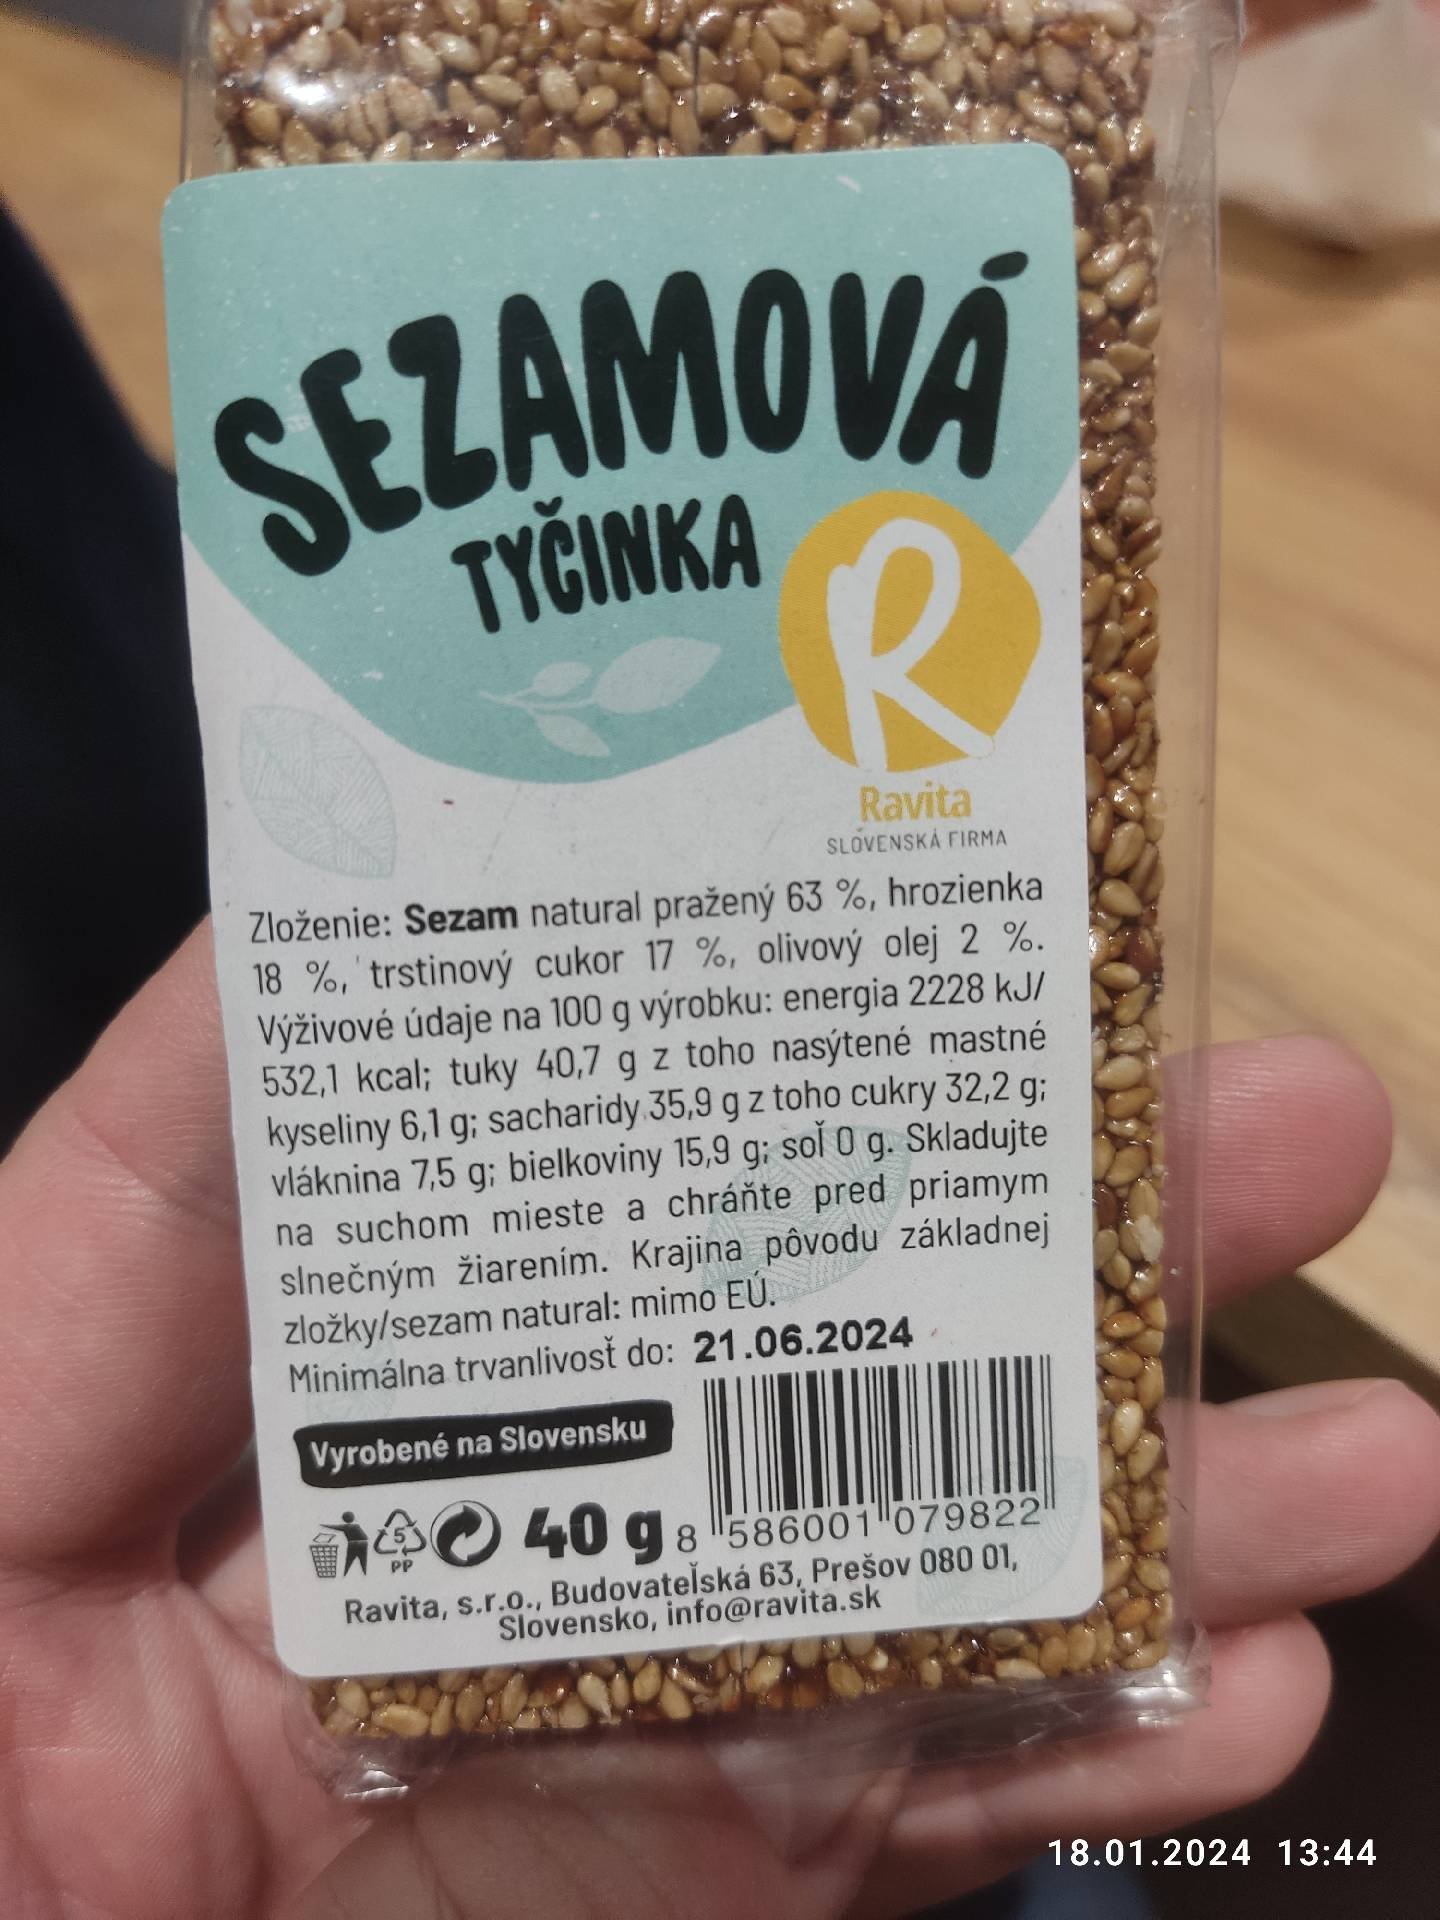 SEZAMOVÁ
TYČINKA
R
Ravita
SLOVENSKÁ FIRMA
Zloženie: Sezam natural pražený 63 %, hrozienka
18 %, trstinový cukor 17 %, olivový olej 2 %.
Výživové údaje na 100 g výrobku: energia 2228 kJ/
532,1 kcal; tuky 40,7 g z toho nasýtené mastné
kyseliny 6,1 g; sacharidy 35,9 g z toho cukry 32,2 g;
vláknina 7,5 g; bielkoviny 15,9 g; soľ 0 g. Skladujte
na suchom mieste a chráňte pred priamym
slnečným žiarením. Krajina pôvodu základnej
zložky/sezam natural: mimo EÚ.
Minimálna trvanlivosť do: 21.06.2024
Vyrobené na Slovensku
5
PP
40 g
8 586001 079822
Ravita, s.r.o., Budovateľská 63, Prešov 080 01,
Slovensko, info@ravita.sk
18.01.2024 13:44